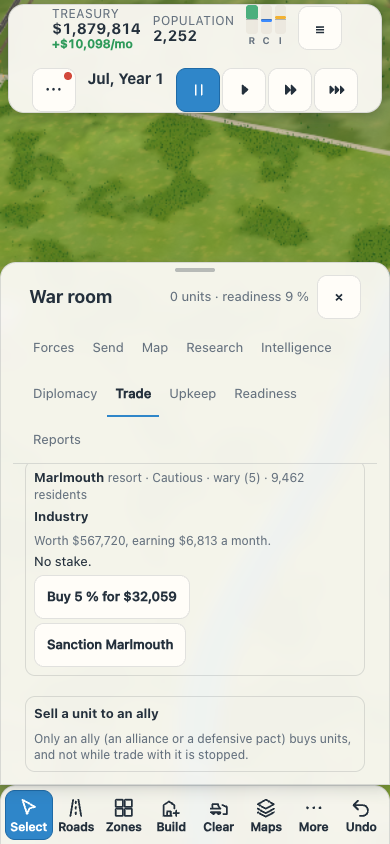 TREASURY
$1,879,814
+$10,098/mo
POPULATION
2,252
R C I
Jul, Year 1
War room
0 units · readiness 9 %
Forces Send Map Research Intelligence
Diplomacy Trade Upkeep Readiness
Reports
Marlmouth resort · Cautious · wary (5) · 9,462
residents
Industry
Worth $567,720, earning $6,813 a month.
No stake.
Buy 5 % for $32,059
Sanction Marlmouth
Sell a unit to an ally
Only an ally (an alliance or a defensive pact) buys units,
and not while trade with it is stopped.
Select Roads Zones Build Clear Maps More Undo